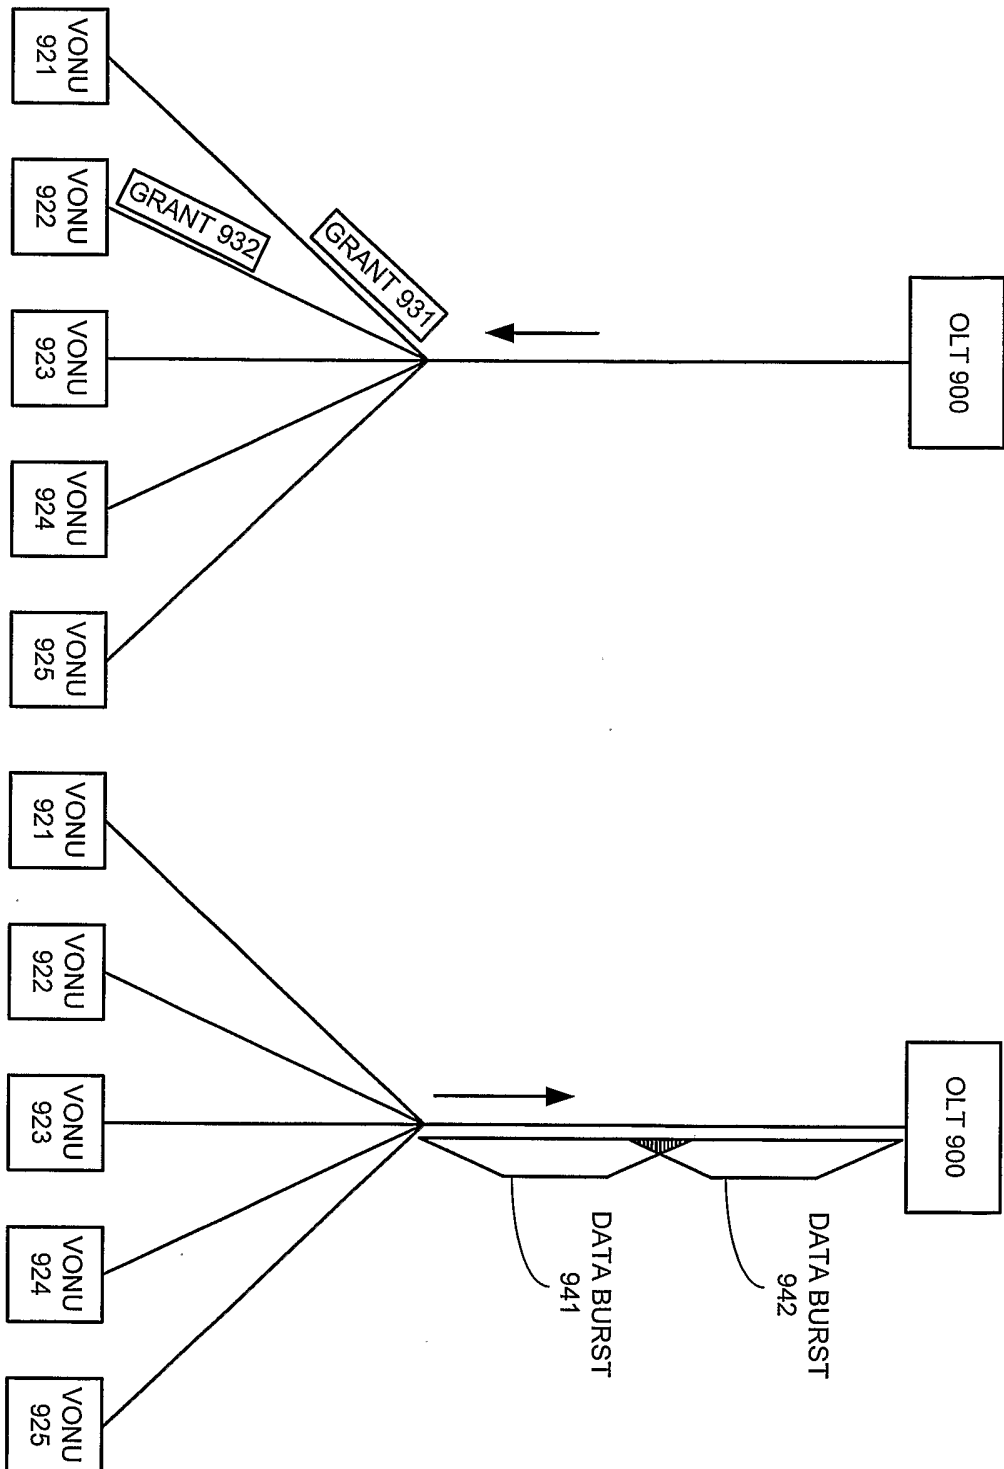 OLT 900
GRANT 931
GRANT 932
VONU
921
VONU
922
VONU
923
VONU
924
VONU
925
OLT 900
DATA BURST
942
DATA BURST
941
VONU
921
VONU
922
VONU
923
VONU
924
VONU
925